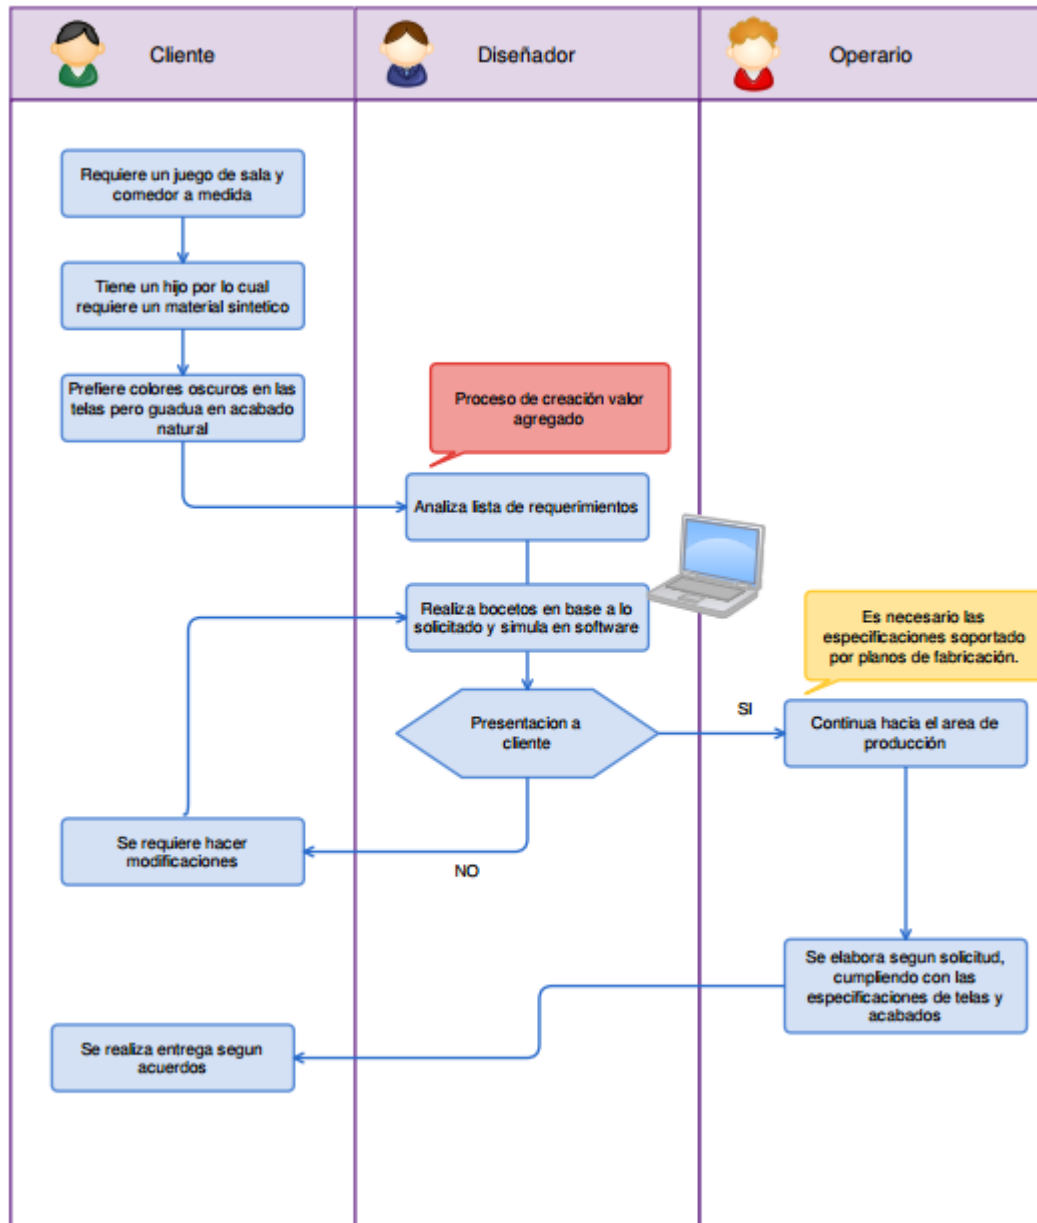 Cliente
Diseñador
Operario
Requiere un juego de sala y
comedor a medida
Tiene un hijo por lo cual
requiere un material sintetico
Prefiere colores oscuros en las
telas pero guadua en acabado
natural
Proceso de creación valor
agregado
Analiza lista de requerimientos
Realiza bocetos en base a lo
solicitado y simula en software
Es necesario las
especificaciones soportado
por planos de fabricación.
Presentacion a
cliente
SI
Continua hacia el area de
producción
Se requiere hacer
modificaciones
NO
Se elabora segun solicitud,
cumpliendo con las
especificaciones de telas y
acabados
Se realiza entrega segun
acuerdos